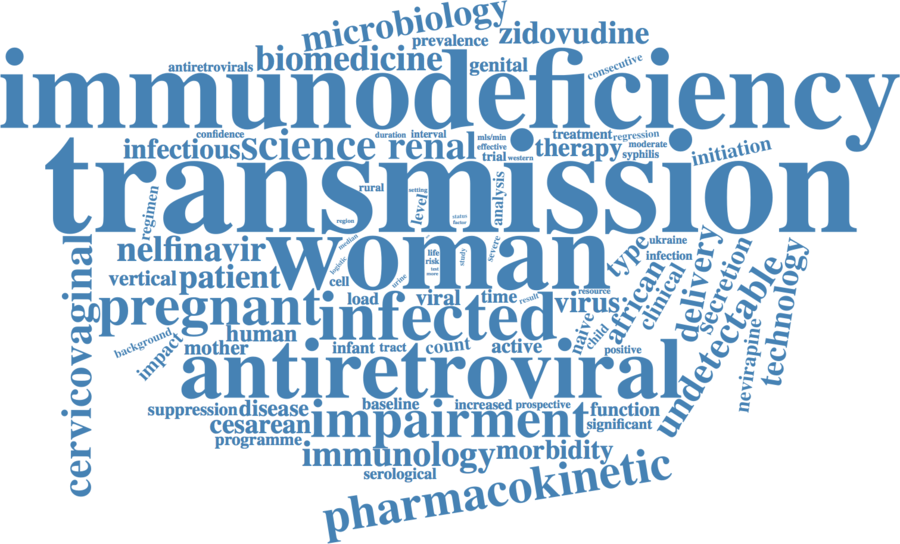 microbiology
zidovudine
prevalence
biomedicine
antiretrovirals
genital
consecutive
immunodeficiency
confidence
duration
interval
mls/min
treatment
regression
infectious
science
renal
effective
therapy
moderate
trial
western
syphilis
initiation
transmission
rural
setting
level
analysis
regimen
region
status
factor
woman
nelfinavir
median
logistic
life
risk
last
more
study
severe
type
ukraine
infection
vertical
patient
cell
urine
african
clinical
delivery
secretion
undetectable
technology
cervicovaginal
pregnant
load
viral
time
result
resource
virus
infected
naive
child
nevirapine
background
impact
human
mother
infant
tract
count
active
positive
antiretroviral
suppression
disease
baseline
increased
prospective
function
cesarean
impairment
significant
programme
immunology
morbidity
serological
pharmacokinetic